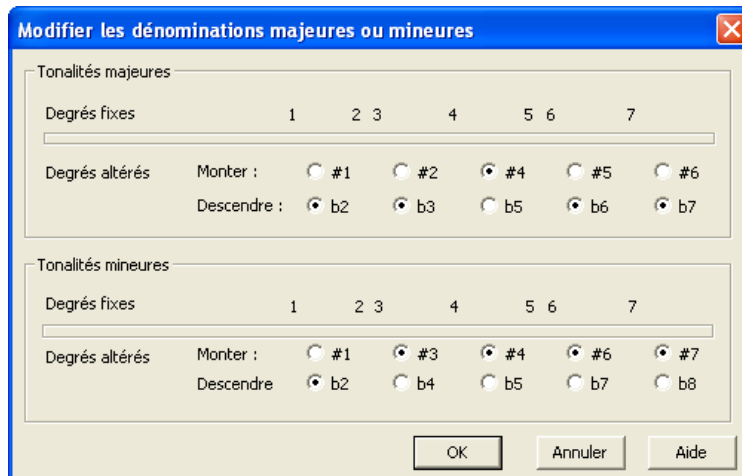 Modifier les dénominations majeures ou mineures
Tonalités majeures
Degrés fixes 1 2 3 4 5 6 7
Degrés altérés Monter : #1 #2 #4 #5 #6
Descendre : b2 b3 b5 b6 b7
Tonalités mineures
Degrés fixes 1 2 3 4 5 6 7
Degrés altérés Monter : #1 #3 #4 #6 #7
Descendre b2 b4 b5 b7 b8
OK Annuler Aide